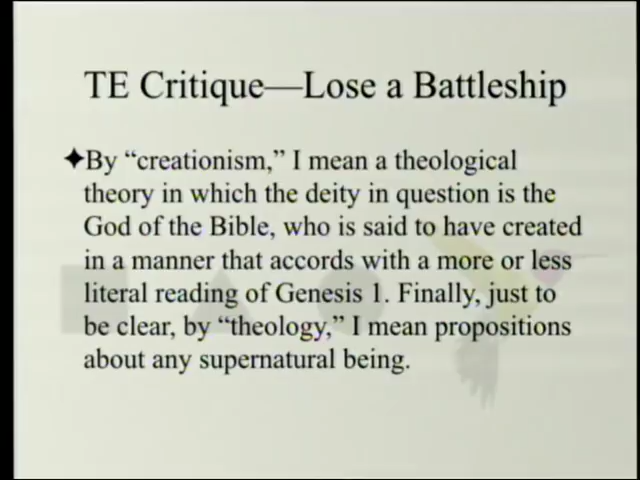 TE Critique—Lose a Battleship
✦By “creationism,” I mean a theological
theory in which the deity in question is the
God of the Bible, who is said to have created
in a manner that accords with a more or less
literal reading of Genesis 1. Finally, just to
be clear, by “theology,” I mean propositions
about any supernatural being.